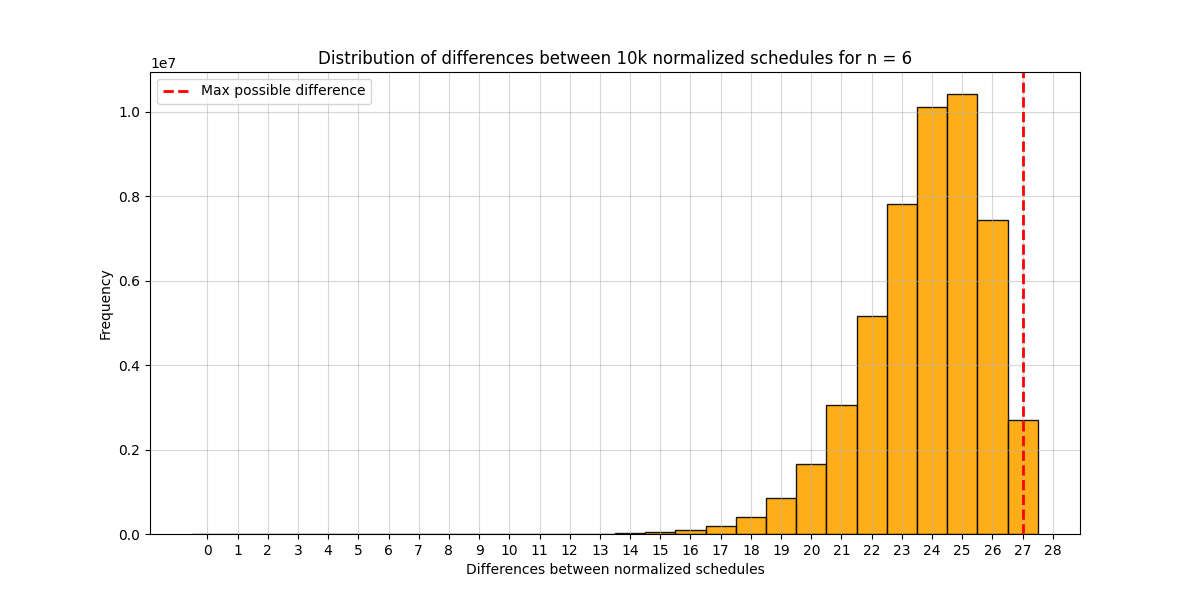 Distribution of differences between 10k normalized schedules for n = 6
1e7
Max possible difference
1.0
0.8
0.6
0.4
0.2
0.0
Frequency
0 1 2 3 4 5 6 7 8 9 10 11 12 13 14 15 16 17 18 19 20 21 22 23 24 25 26 27 28
Differences between normalized schedules